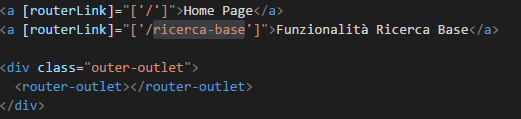 <a [routerLink]="['/']">Home Page</a>
<a [routerLink]="['/ricerca-base']">Funzionalità Ricerca Base</a>
<div class="outer-outlet">
<router-outlet></router-outlet>
</div>